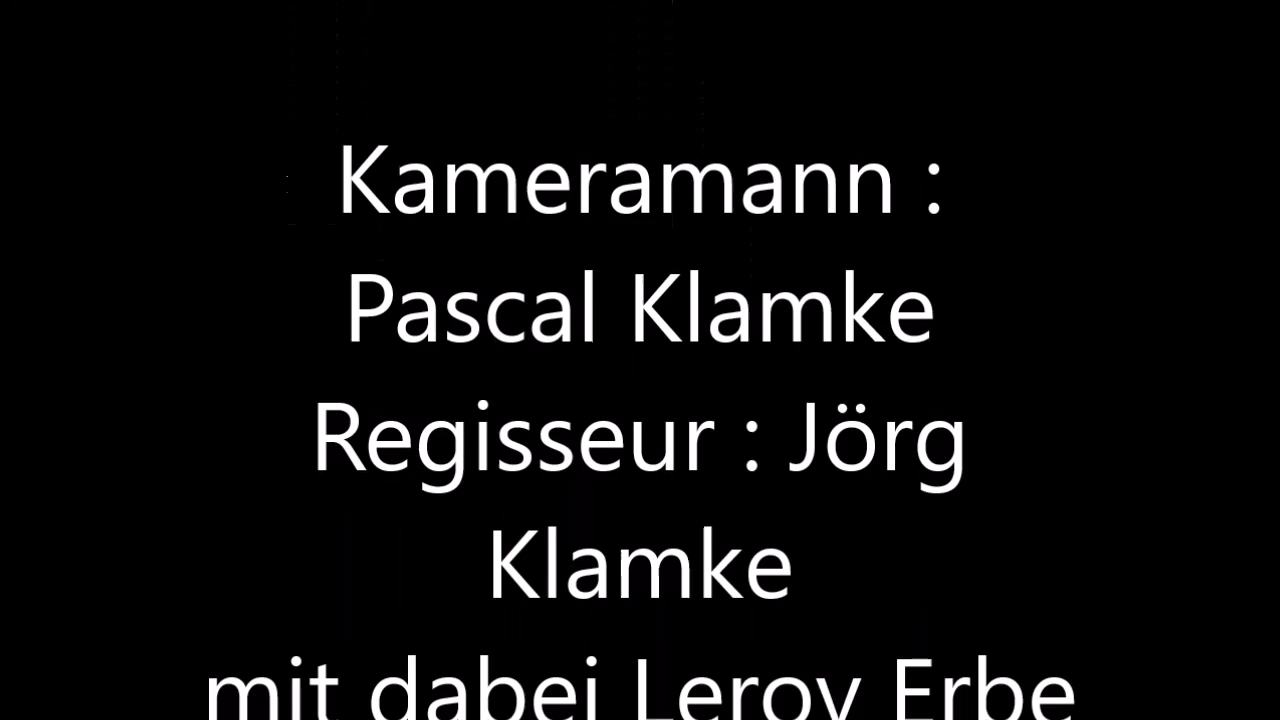 Kameramann :
Pascal Klamke
Regisseur : Jörg
Klamke
mit dabei Leroy Erbe